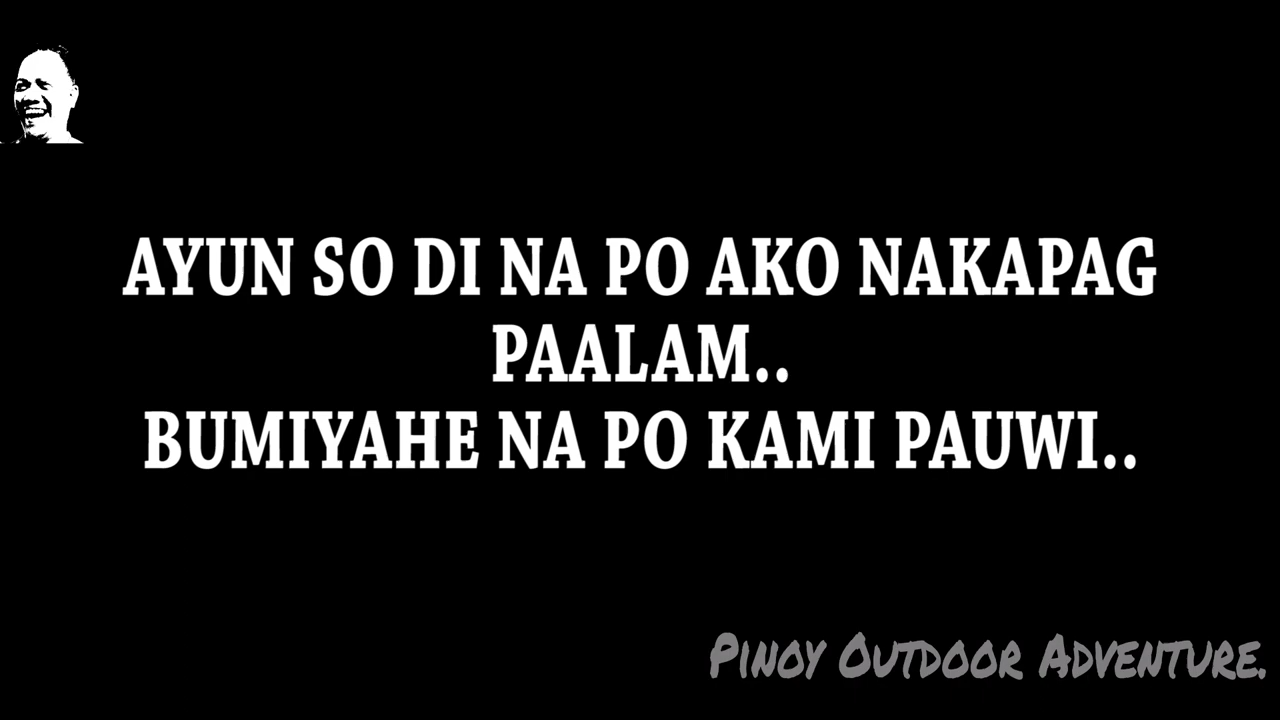 AYUN SO DI NA PO AKO NAKAPAG
PAALAM..
BUMIYAHE NA PO KAMI PAUWI..
PINOY OUTDOOR ADVENTURE.